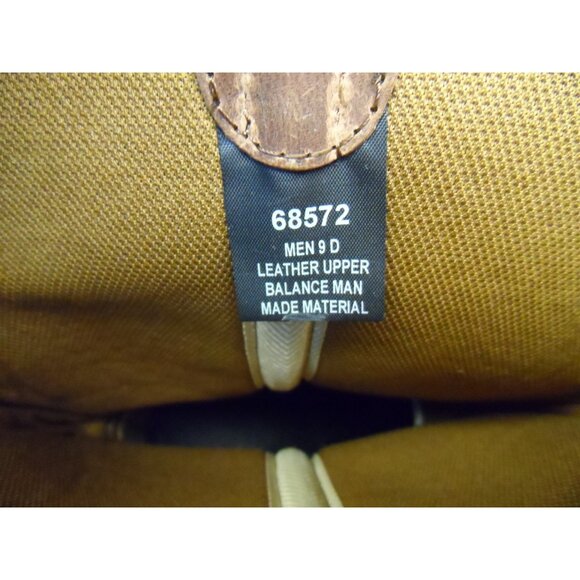 68572
MEN 9 D
LEATHER UPPER
BALANCE MAN
MADE MATERIAL